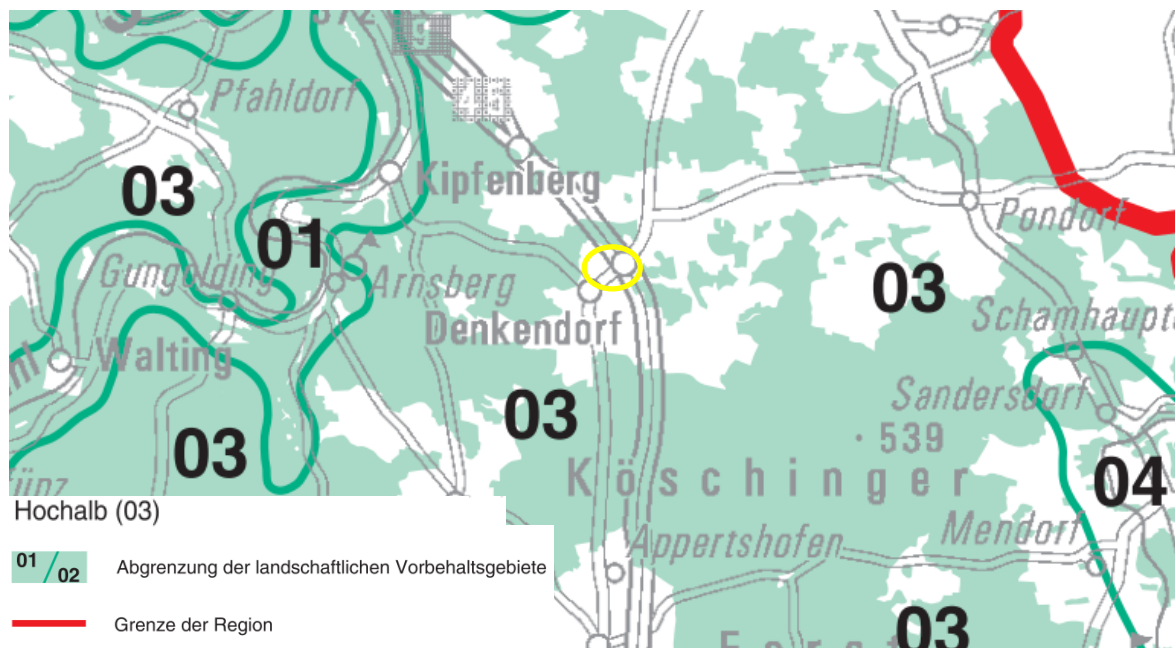 Pfahldorf
Kipfenberg
03
01
Pondorf
Gungolding
Arnsberg
03
Denkendorf
Schamhaupt
Walting
Sandersdorf
03
539
03
04
Köschinger
Hochalb (03)
Mendorf
Appertshofen
01 / 02 Abgrenzung der landschaftlichen Vorbehaltsgebiete
Grenze der Region
03